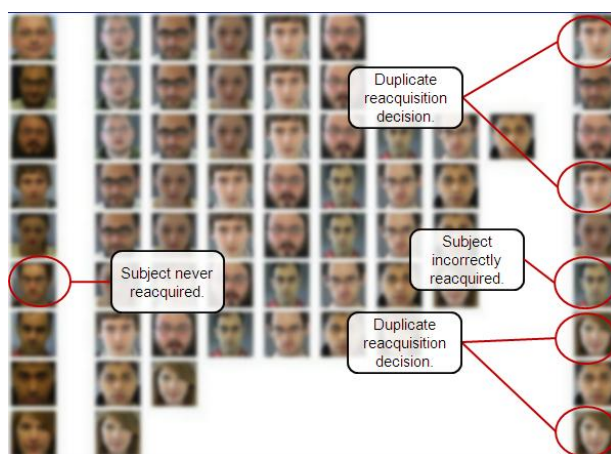 Duplicate
reacquisition
decision.
Subject
incorrectly
reacquired.
Subject never
reacquired.
Duplicate
reacquisition
decision.